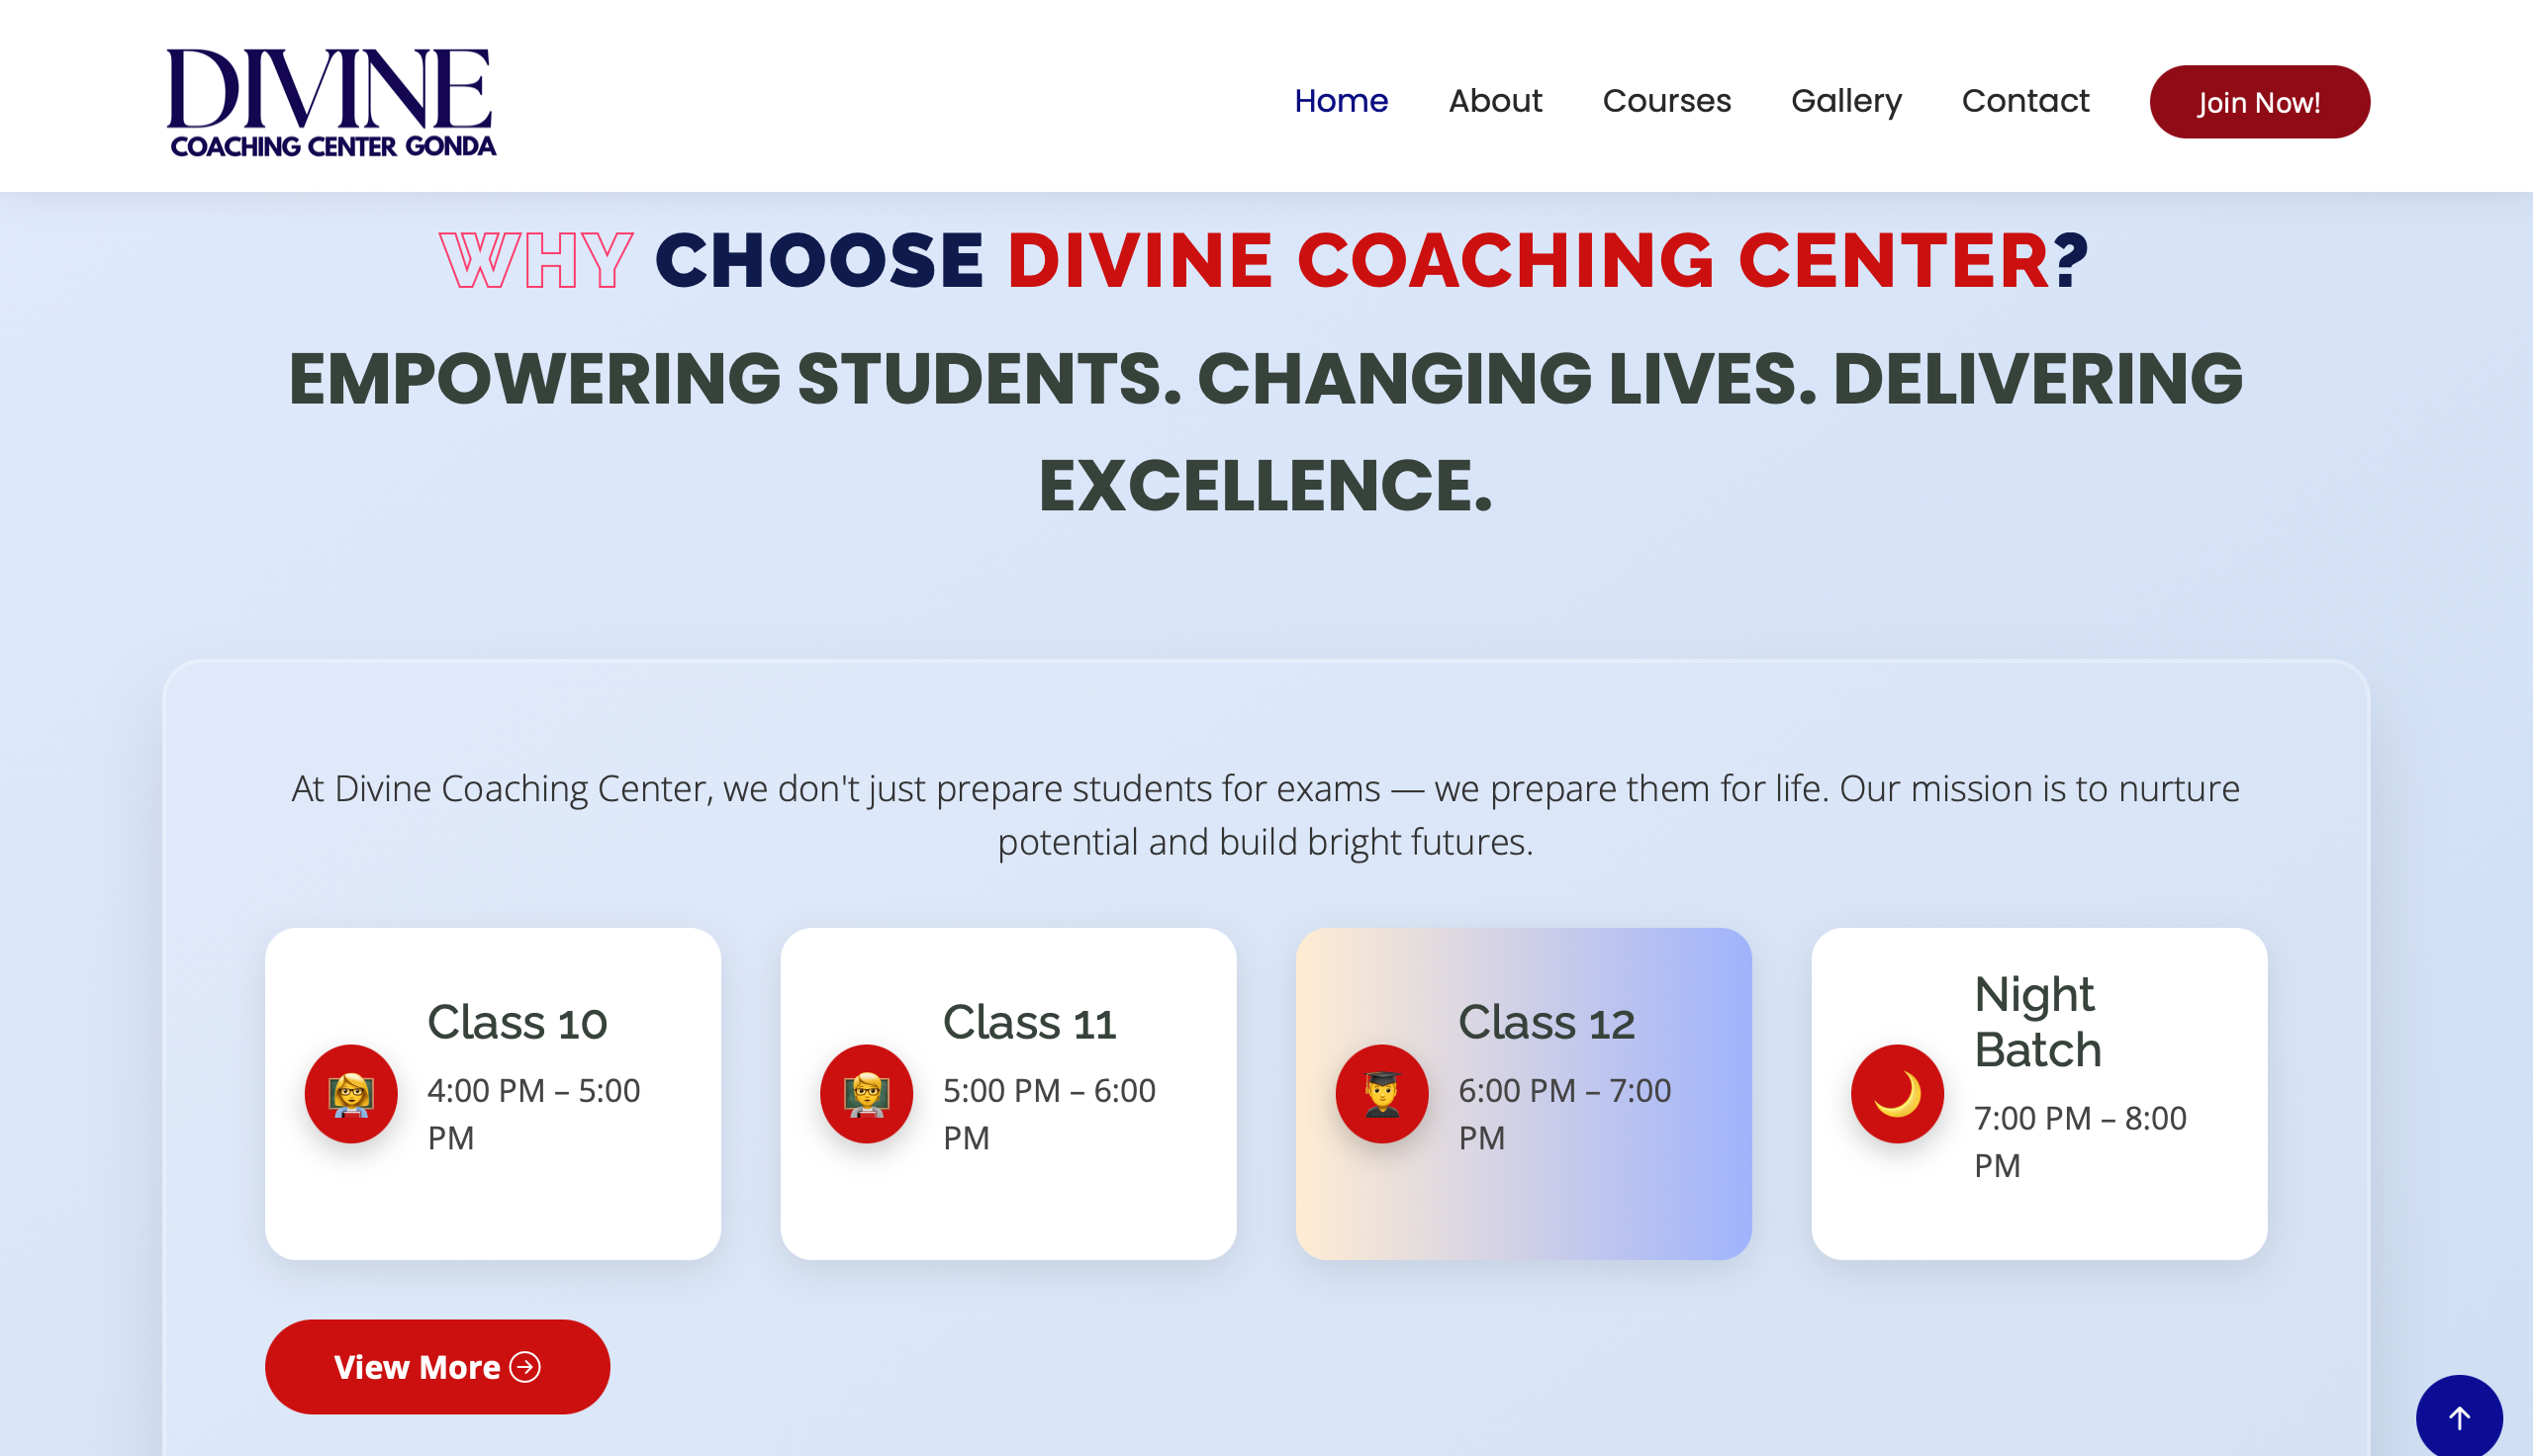 DIVINE
COACHING CENTER GONDA
Home
About
Courses
Gallery
Contact
Join Now!
WHY CHOOSE DIVINE COACHING CENTER?
EMPOWERING STUDENTS. CHANGING LIVES. DELIVERING
EXCELLENCE.
At Divine Coaching Center, we don't just prepare students for exams — we prepare them for life. Our mission is to nurture
potential and build bright futures.
Class 10
4:00 PM – 5:00
PM
Class 11
5:00 PM – 6:00
PM
Class 12
6:00 PM – 7:00
PM
Night
Batch
7:00 PM – 8:00
PM
View More